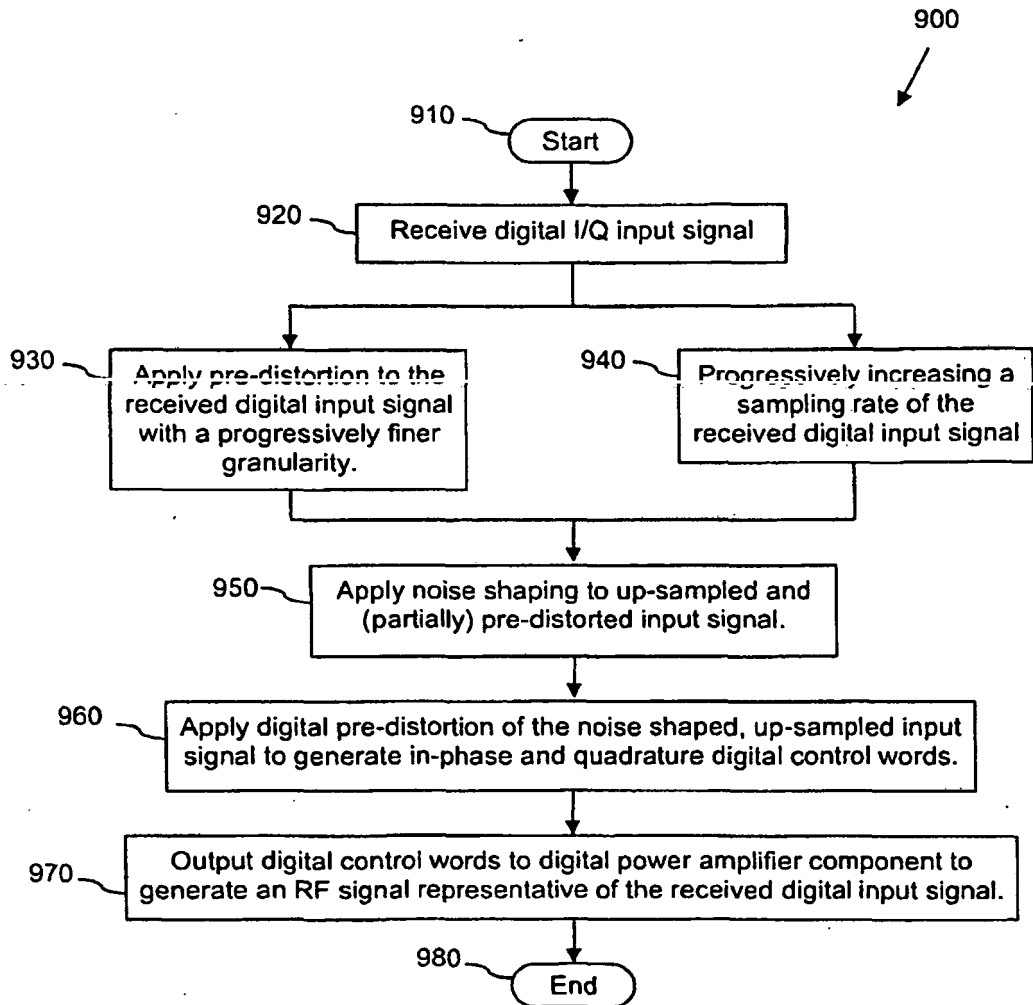 900
910
Start
920
Receive digital I/Q input signal
930
Apply pre-distortion to the
received digital input signal
with a progressively finer
granularity.
940
Progressively increasing a
sampling rate of the
received digital input signal
950
Apply noise shaping to up-sampled and
(partially) pre-distorted input signal.
960
Apply digital pre-distortion of the noise shaped, up-sampled input
signal to generate in-phase and quadrature digital control words.
970
Output digital control words to digital power amplifier component to
generate an RF signal representative of the received digital input signal.
980
End